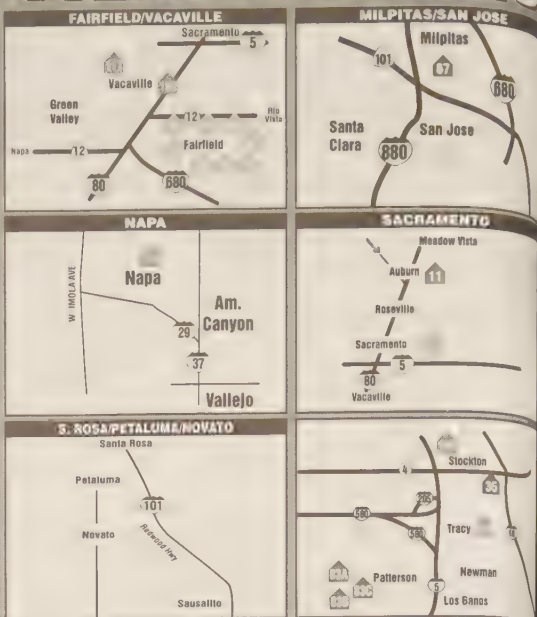 FAIRFIELD/VACAVILLE
Sacramento
5
Vacaville
Green
Valley
12
Rio
Vista
Napa
12
Fairfield
80
680
MILPITAS/SAN JOSE
Milpitas
101
37
680
Santa
Clara
San Jose
880
NAPA
Napa
W. IMOLA AVE
Am.
Canyon
29
37
Vallejo
SACRAMENTO
Meadow Vista
Auburn
11
Roseville
Sacramento
5
80
Vacaville
S. ROSA/PETALUMA/NOVATO
Santa Rosa
Petaluma
101
Novato
Redwood Hwy
Sausalito
Stockton
4
35
205
580
Tracy
580
Patterson
Newman
5
Los Banos